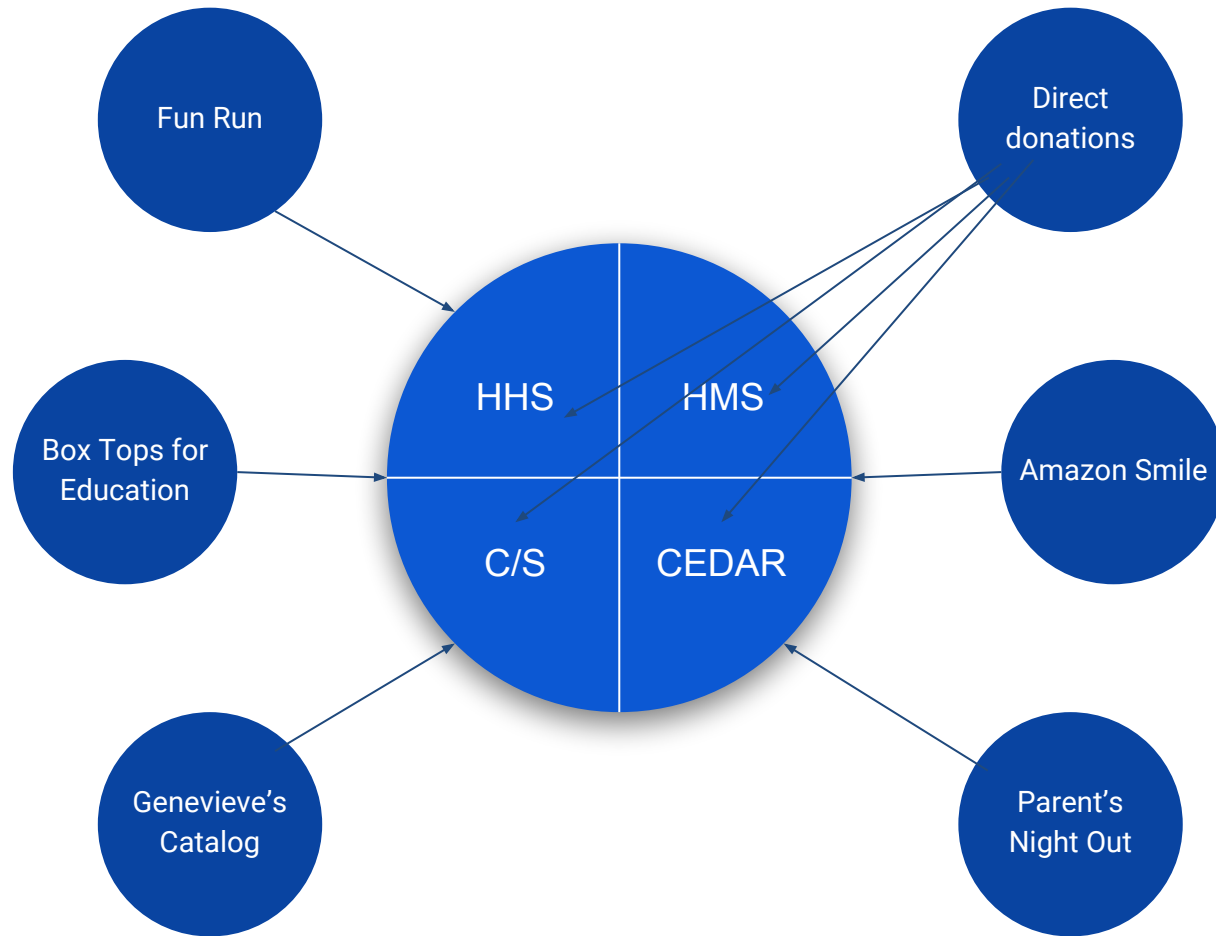 Fun Run
Direct
donations
HHS
HMS
Box Tops for
Education
Amazon Smile
C/S
CEDAR
Genevieve’s
Catalog
Parent’s
Night Out